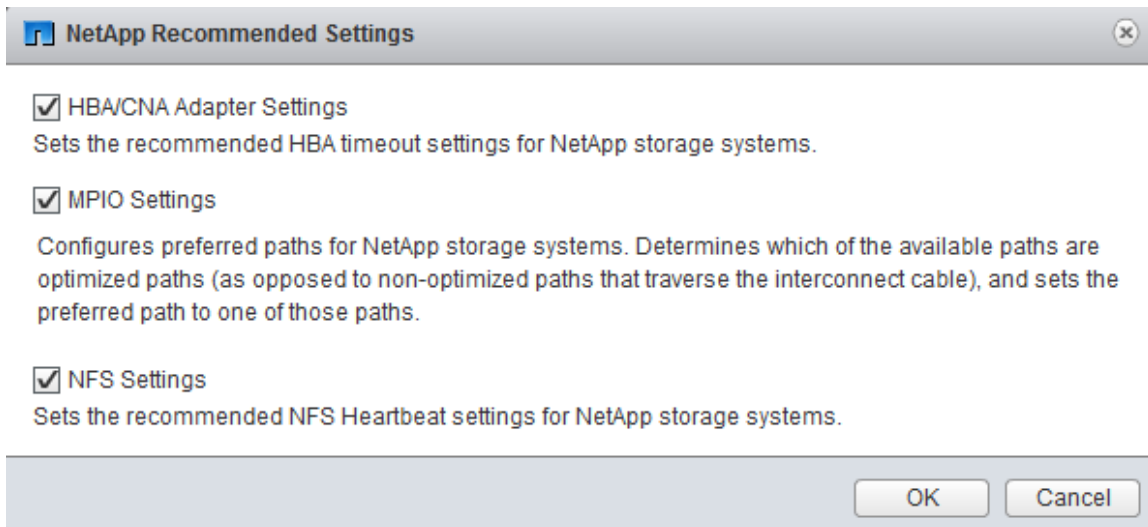 NetApp Recommended Settings
HBA/CNA Adapter Settings
Sets the recommended HBA timeout settings for NetApp storage systems.
MPIO Settings
Configures preferred paths for NetApp storage systems. Determines which of the available paths are
optimized paths (as opposed to non-optimized paths that traverse the interconnect cable), and sets the
preferred path to one of those paths.
NFS Settings
Sets the recommended NFS Heartbeat settings for NetApp storage systems.
OK Cancel